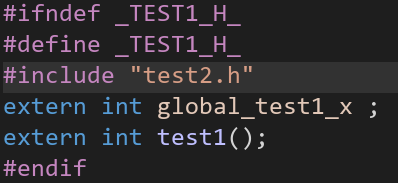 #ifndef _TEST1_H_
#define _TEST1_H_
#include "test2.h"
extern int global_test1_x ;
extern int test1();
#endif